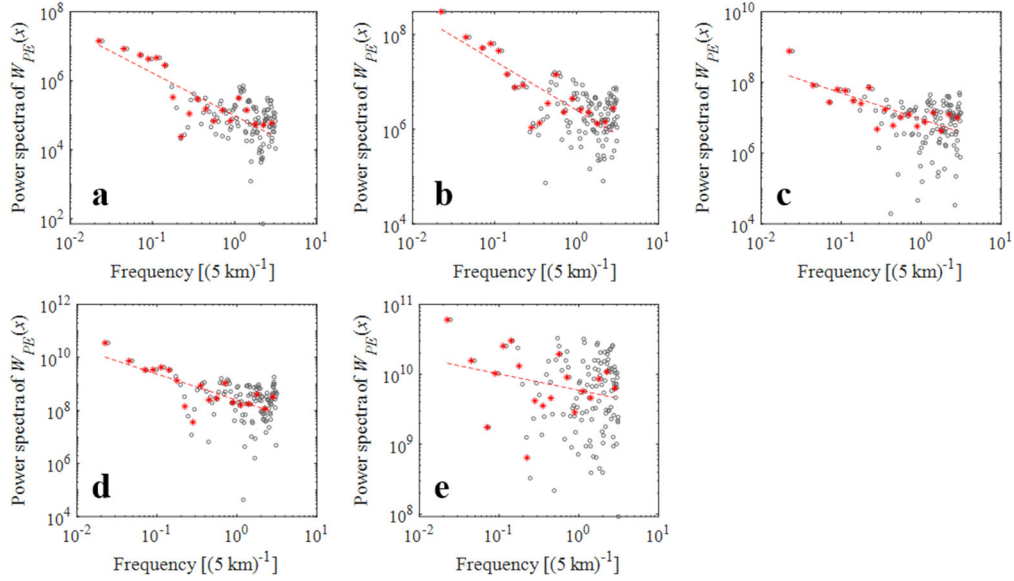 Power spectra of W_PE(x)
10^6
10^4
10^2
a
10^-2 10^-1 10^0 10^1
Frequency [(5 km)^-1]
Power spectra of W_PE(x)
10^8
10^6
10^4
b
10^-2 10^-1 10^0 10^1
Frequency [(5 km)^-1]
Power spectra of W_PE(x)
10^10
10^8
10^6
10^4
c
10^-2 10^-1 10^0 10^1
Frequency [(5 km)^-1]
Power spectra of W_PE(x)
10^12
10^10
10^8
10^6
10^4
d
10^-2 10^-1 10^0 10^1
Frequency [(5 km)^-1]
Power spectra of W_PE(x)
10^11
10^10
10^9
10^8
e
10^-2 10^-1 10^0 10^1
Frequency [(5 km)^-1]